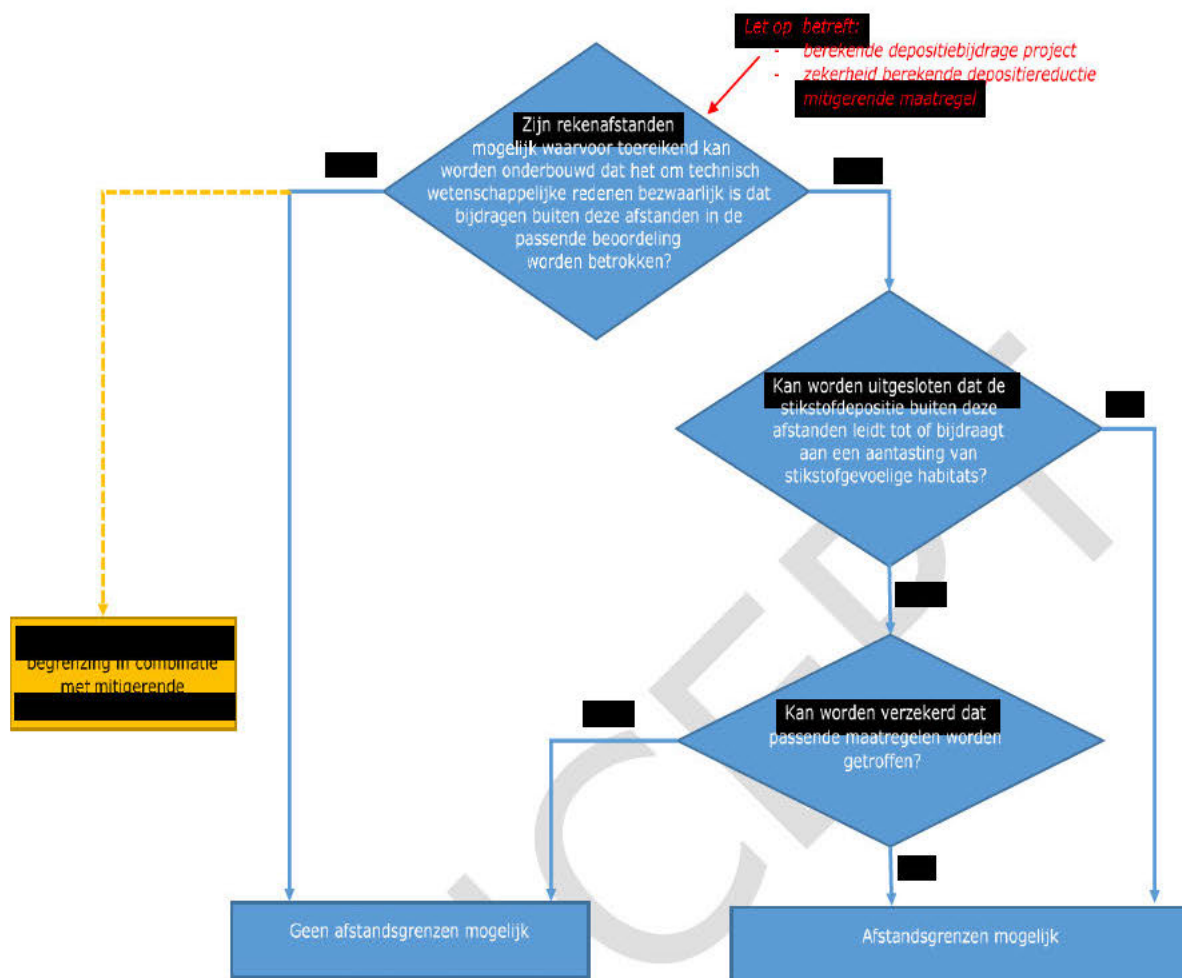 Let op betreft:
- berekende depositiebijdrage project
- zekerheid berekende depositiereductie
mitigerende maatregel
Zijn rekenafstanden
mogelijk waarvoor toereikend kan
worden onderbouwd dat het om technisch
wetenschappelijke redenen bezwaarlijk is dat
bijdragen buiten deze afstanden in de
passende beoordeling
worden betrokken?
Kan worden uitgesloten dat de
stikstofdepositie buiten deze
afstanden leidt tot of bijdraagt
aan een aantasting van
stikstofgevoelige habitats?
begrenzing in combinatie
met mitigerende
Kan worden verzekerd dat
passende maatregelen worden
getroffen?
Geen afstandsgrenzen mogelijk
Afstandsgrenzen mogelijk